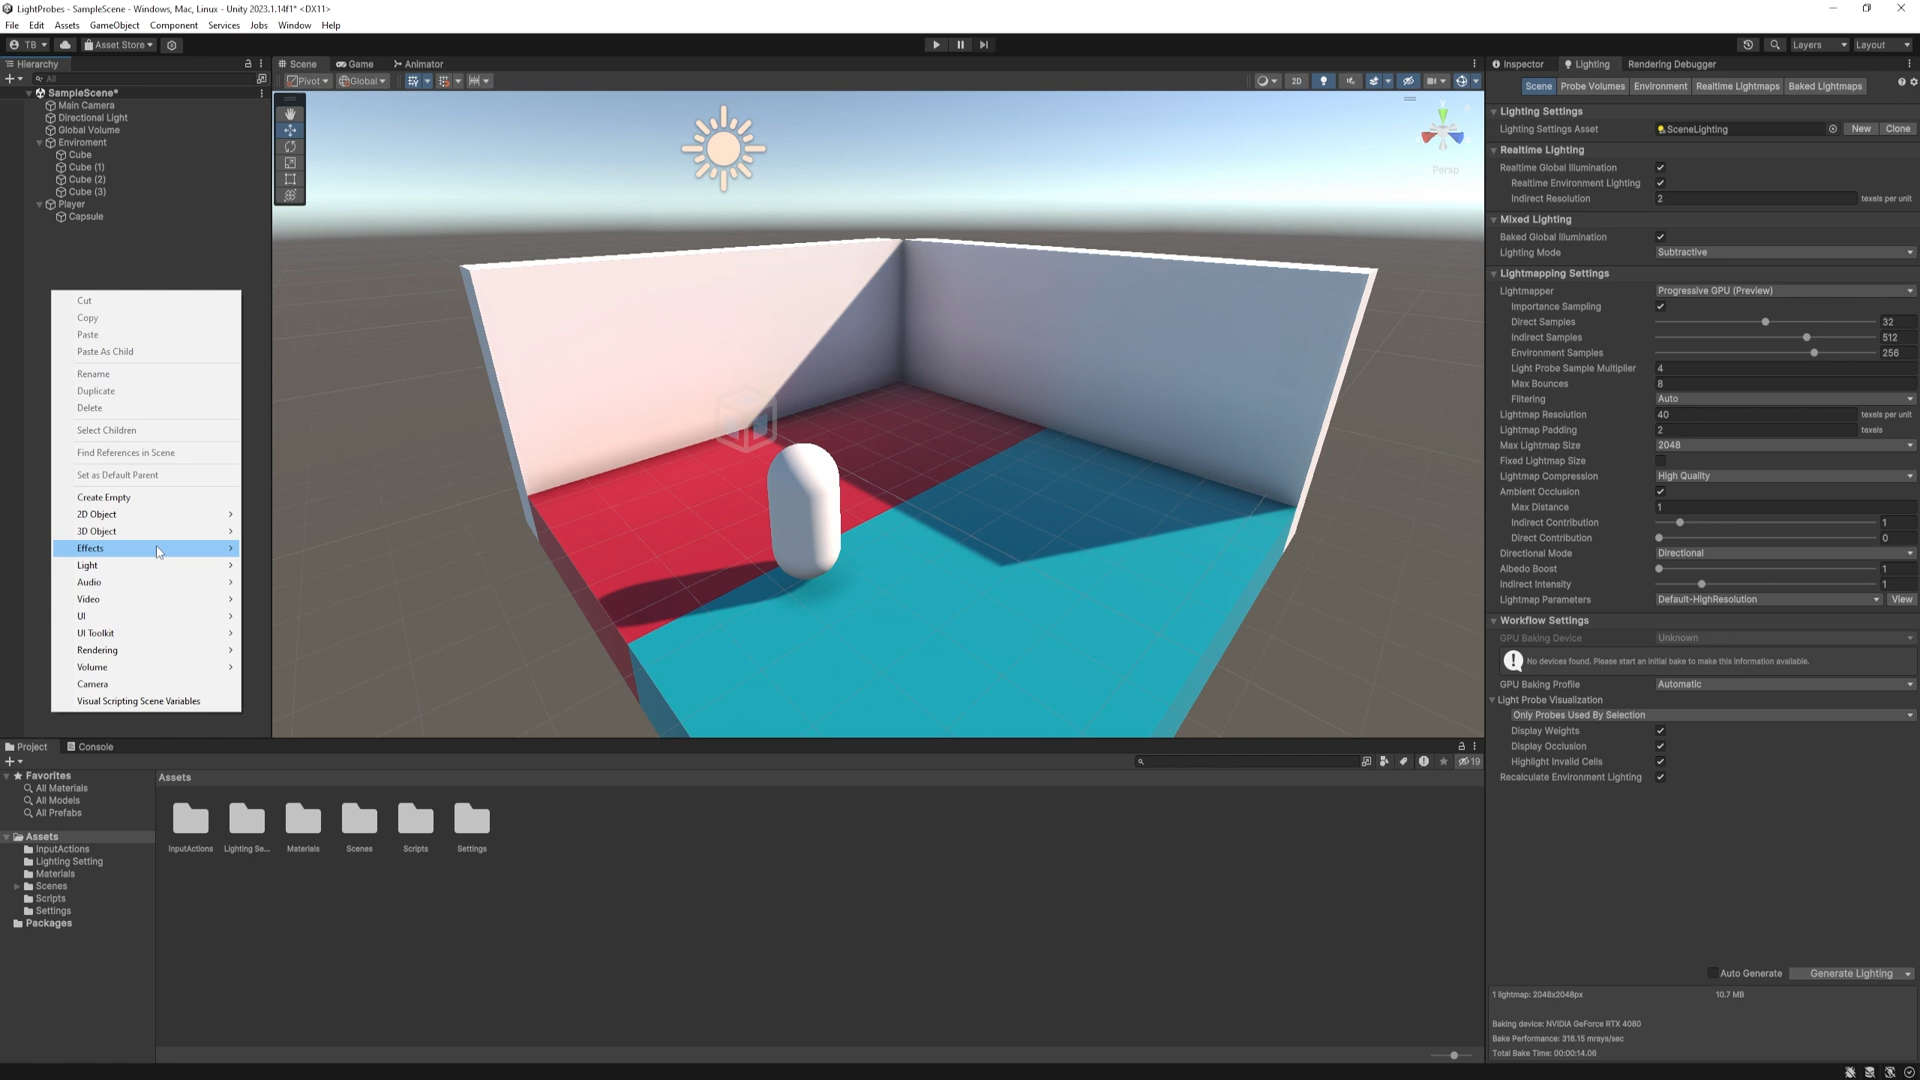 LightProbes - SampleScene - Windows, Mac, Linux - Unity 2023.1.14f1* <DX11>
File Edit Assets GameObject Component Services Jobs Window Help
TB Asset Store Layers Layout
Hierarchy
All
SampleScene*
Main Camera
Directional Light
Global Volume
Enviroment
Cube
Cube (1)
Cube (2)
Cube (3)
Player
Capsule
Cut
Copy
Paste
Paste As Child
Rename
Duplicate
Delete
Select Children
Find References in Scene
Set as Default Parent
Create Empty
2D Object
3D Object
Effects
Light
Audio
Video
UI
UI Toolkit
Rendering
Volume
Camera
Visual Scripting Scene Variables
Scene Game Animator
Pivot Global 2D
y
Persp
Inspector Lighting Rendering Debugger
Scene Probe Volumes Environment Realtime Lightmaps Baked Lightmaps
Lighting Settings
Lighting Settings Asset SceneLighting New Clone
Realtime Lighting
Realtime Global Illumination
Realtime Environment Lighting
Indirect Resolution 2 texels per unit
Mixed Lighting
Baked Global Illumination
Lighting Mode Subtractive
Lightmapping Settings
Lightmapper Progressive GPU (Preview)
Importance Sampling
Direct Samples 32
Indirect Samples 512
Environment Samples 256
Light Probe Sample Multiplier 4
Max Bounces 8
Filtering Auto
Lightmap Resolution 40 texels per unit
Lightmap Padding 2 texels
Max Lightmap Size 2048
Fixed Lightmap Size
Lightmap Compression High Quality
Ambient Occlusion
Max Distance 1
Indirect Contribution 1
Direct Contribution 0
Directional Mode Directional
Albedo Boost 1
Indirect Intensity 1
Lightmap Parameters Default-HighResolution View
Workflow Settings
GPU Baking Device Unknown
No devices found. Please start an initial bake to make this information available.
GPU Baking Profile Automatic
Light Probe Visualization
Only Probes Used By Selection
Display Weights
Display Occlusion
Highlight Invalid Cells
Recalculate Environment Lighting
Auto Generate Generate Lighting
1 lightmap: 2048x2048px 10.7 MB
Baking device: NVIDIA GeForce RTX 4080
Bake Performance: 316.15 mrays/sec
Total Bake Time: 00:00:14.06
Project Console
19
Favorites
All Materials
All Models
All Prefabs
Assets
InputActions
Lighting Setting
Materials
Scenes
Scripts
Settings
Packages
Assets
InputActions Lighting Se... Materials Scenes Scripts Settings